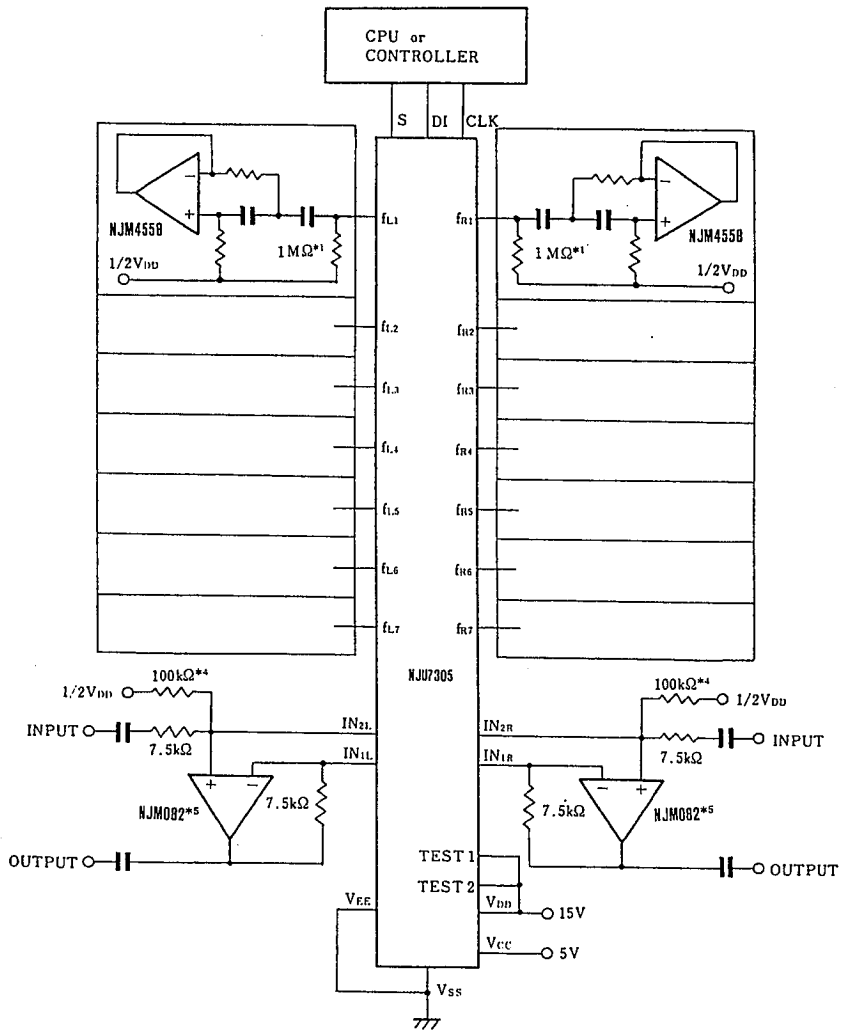 CPU or
CONTROLLER
S DI CLK
NJM4558
1MΩ*1
1/2VDD
fL1
fL2
fL3
fL4
fL5
fL6
fL7
fR1
fR2
fR3
fR4
fR5
fR6
fR7
NJM4558
1MΩ*1
1/2VDD
NJU7305
100kΩ*4
1/2VDD
INPUT
7.5kΩ
IN2L
IN1L
7.5kΩ
NJM082*5
OUTPUT
100kΩ*4
1/2VDD
IN2R
INPUT
7.5kΩ
IN1R
7.5kΩ
NJM082*5
OUTPUT
TEST 1
TEST 2
VEE
VDD
15V
VCC
5V
VSS